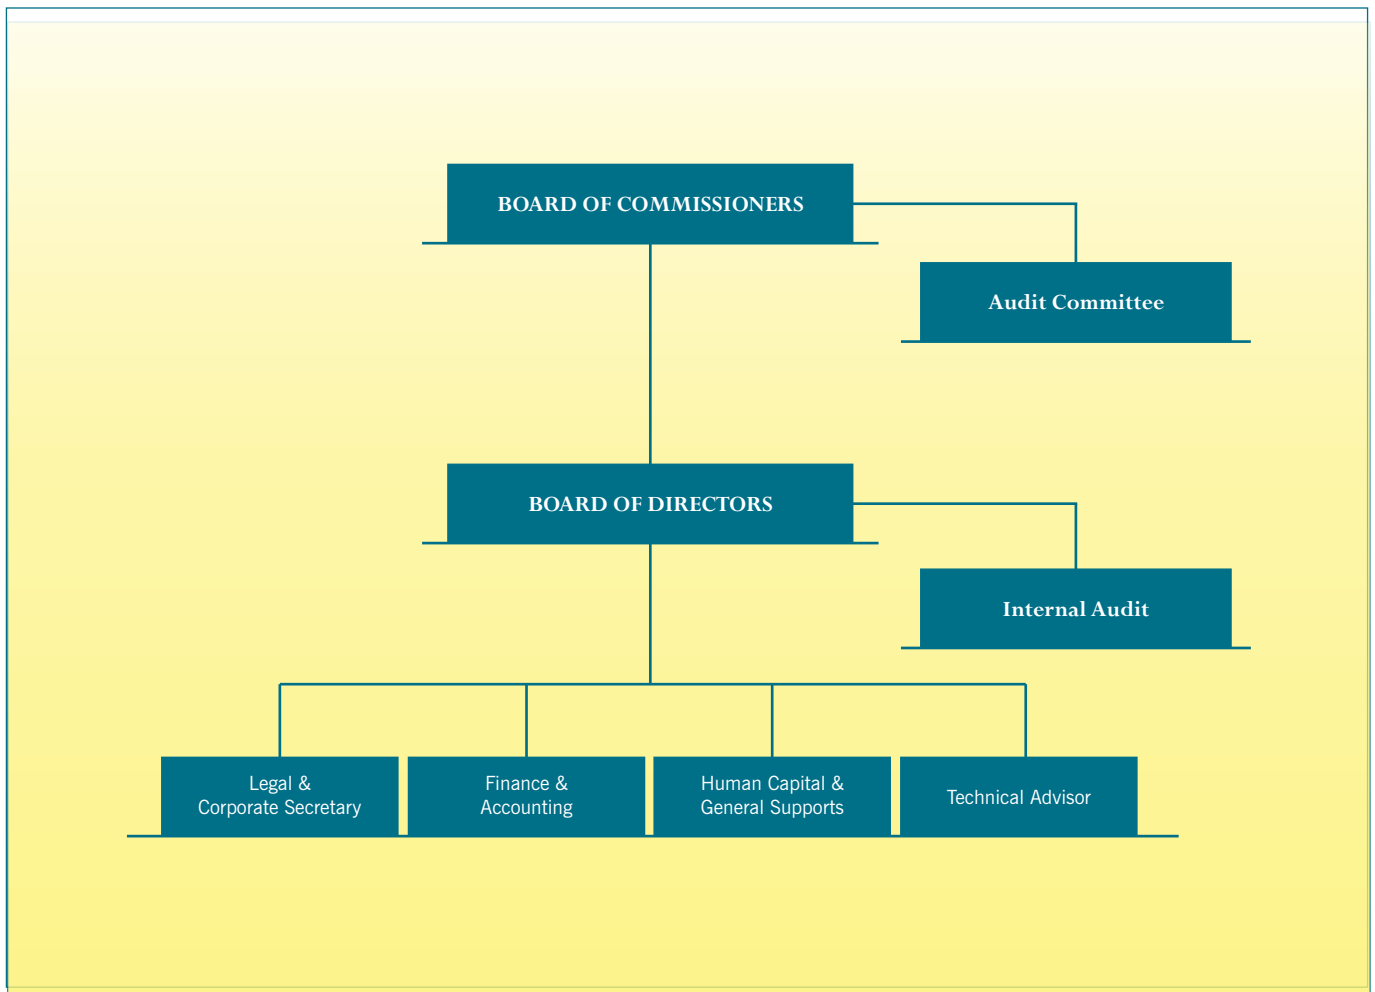 BOARD OF COMMISSIONERS
Audit Committee
BOARD OF DIRECTORS
Internal Audit
Legal &
Corporate Secretary
Finance &
Accounting
Human Capital &
General Supports
Technical Advisor